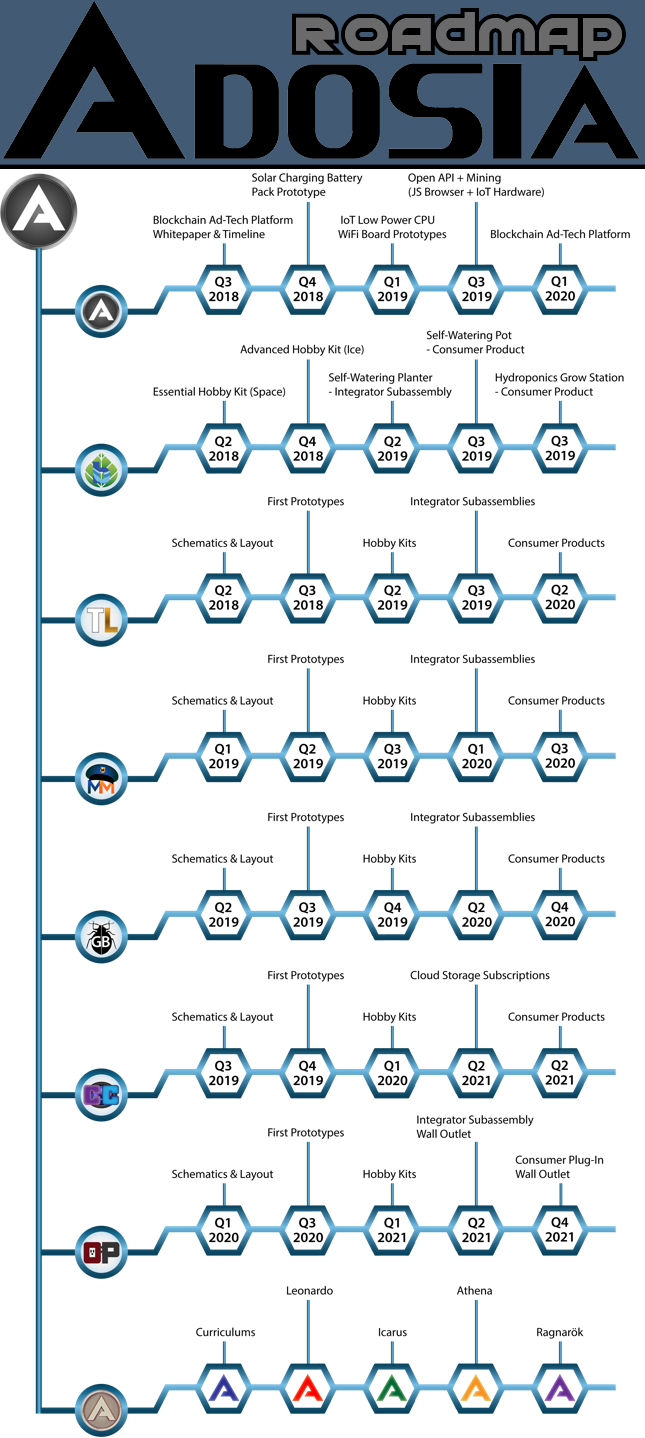 ROADMAP
ADOSIA
Solar Charging Battery
Pack Prototype
Open API + Mining
(JS Browser + IoT Hardware)
Blockchain Ad-Tech Platform
Whitepaper & Timeline
IoT Low Power CPU
WiFi Board Prototypes
Blockchain Ad-Tech Platform
Q3
2018
Q4
2018
Q1
2019
Q3
2019
Q1
2020
Self-Watering Pot
- Consumer Product
Advanced Hobby Kit (Ice)
Self-Watering Planter
- Integrator Subassembly
Hydroponics Grow Station
- Consumer Product
Essential Hobby Kit (Space)
Q2
2018
Q4
2018
Q2
2019
Q3
2019
Q3
2019
First Prototypes
Integrator Subassemblies
Schematics & Layout
Hobby Kits
Consumer Products
TL
Q2
2018
Q3
2018
Q2
2019
Q3
2019
Q2
2020
First Prototypes
Integrator Subassemblies
Schematics & Layout
Hobby Kits
Consumer Products
MM
Q1
2019
Q2
2019
Q3
2019
Q1
2020
Q3
2020
First Prototypes
Integrator Subassemblies
Schematics & Layout
Hobby Kits
Consumer Products
GB
Q2
2019
Q3
2019
Q4
2019
Q2
2020
Q4
2020
First Prototypes
Cloud Storage Subscriptions
Schematics & Layout
Hobby Kits
Consumer Products
Q3
2019
Q4
2019
Q1
2020
Q2
2021
Q2
2021
Integrator Subassembly
Wall Outlet
First Prototypes
Consumer Plug-In
Wall Outlet
Schematics & Layout
Hobby Kits
OP
Q1
2020
Q3
2020
Q1
2021
Q2
2021
Q4
2021
Leonardo
Athena
Curriculums
Icarus
Ragnarök